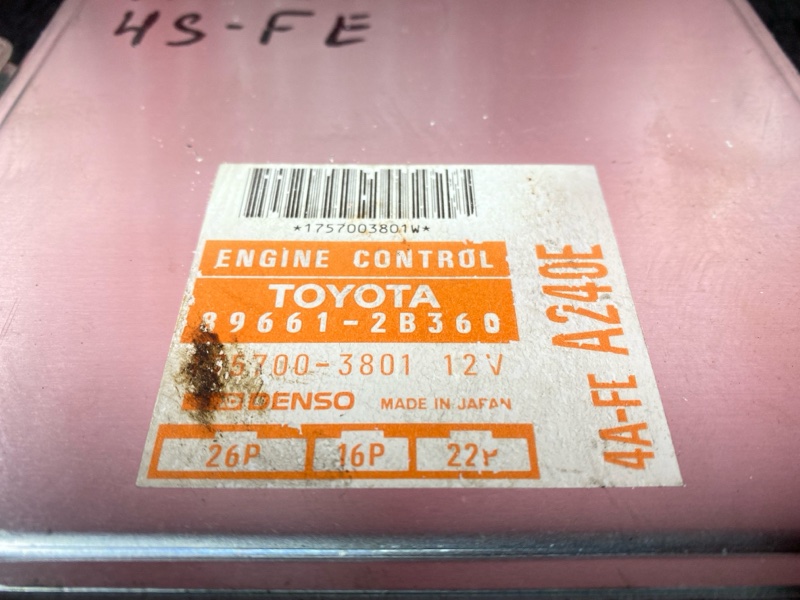 4S-FE
*1757003801W*
ENGINE CONTROL
TOYOTA
89661-2B360
5700-3801 12V
DENSO MADE IN JAPAN
26P 16P 22P
4A-FE A240E